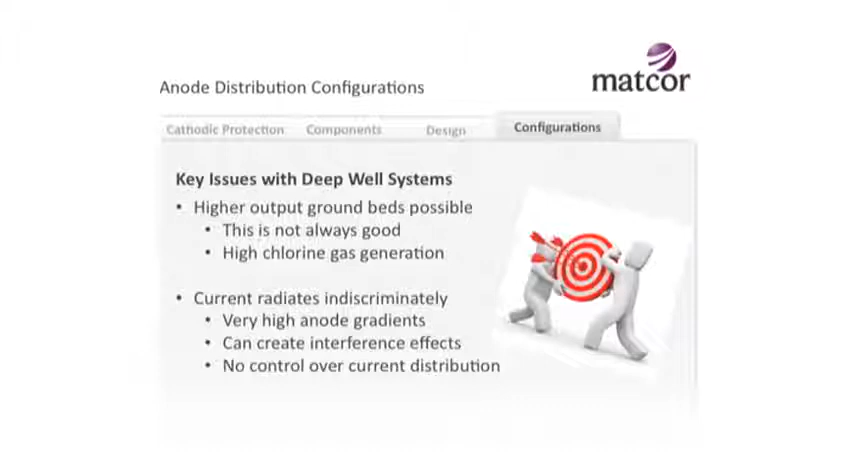 matcor
Anode Distribution Configurations
Cathodic Protection
Components
Design
Configurations
Key Issues with Deep Well Systems
• Higher output ground beds possible
• This is not always good
• High chlorine gas generation
• Current radiates indiscriminately
• Very high anode gradients
• Can create interference effects
• No control over current distribution